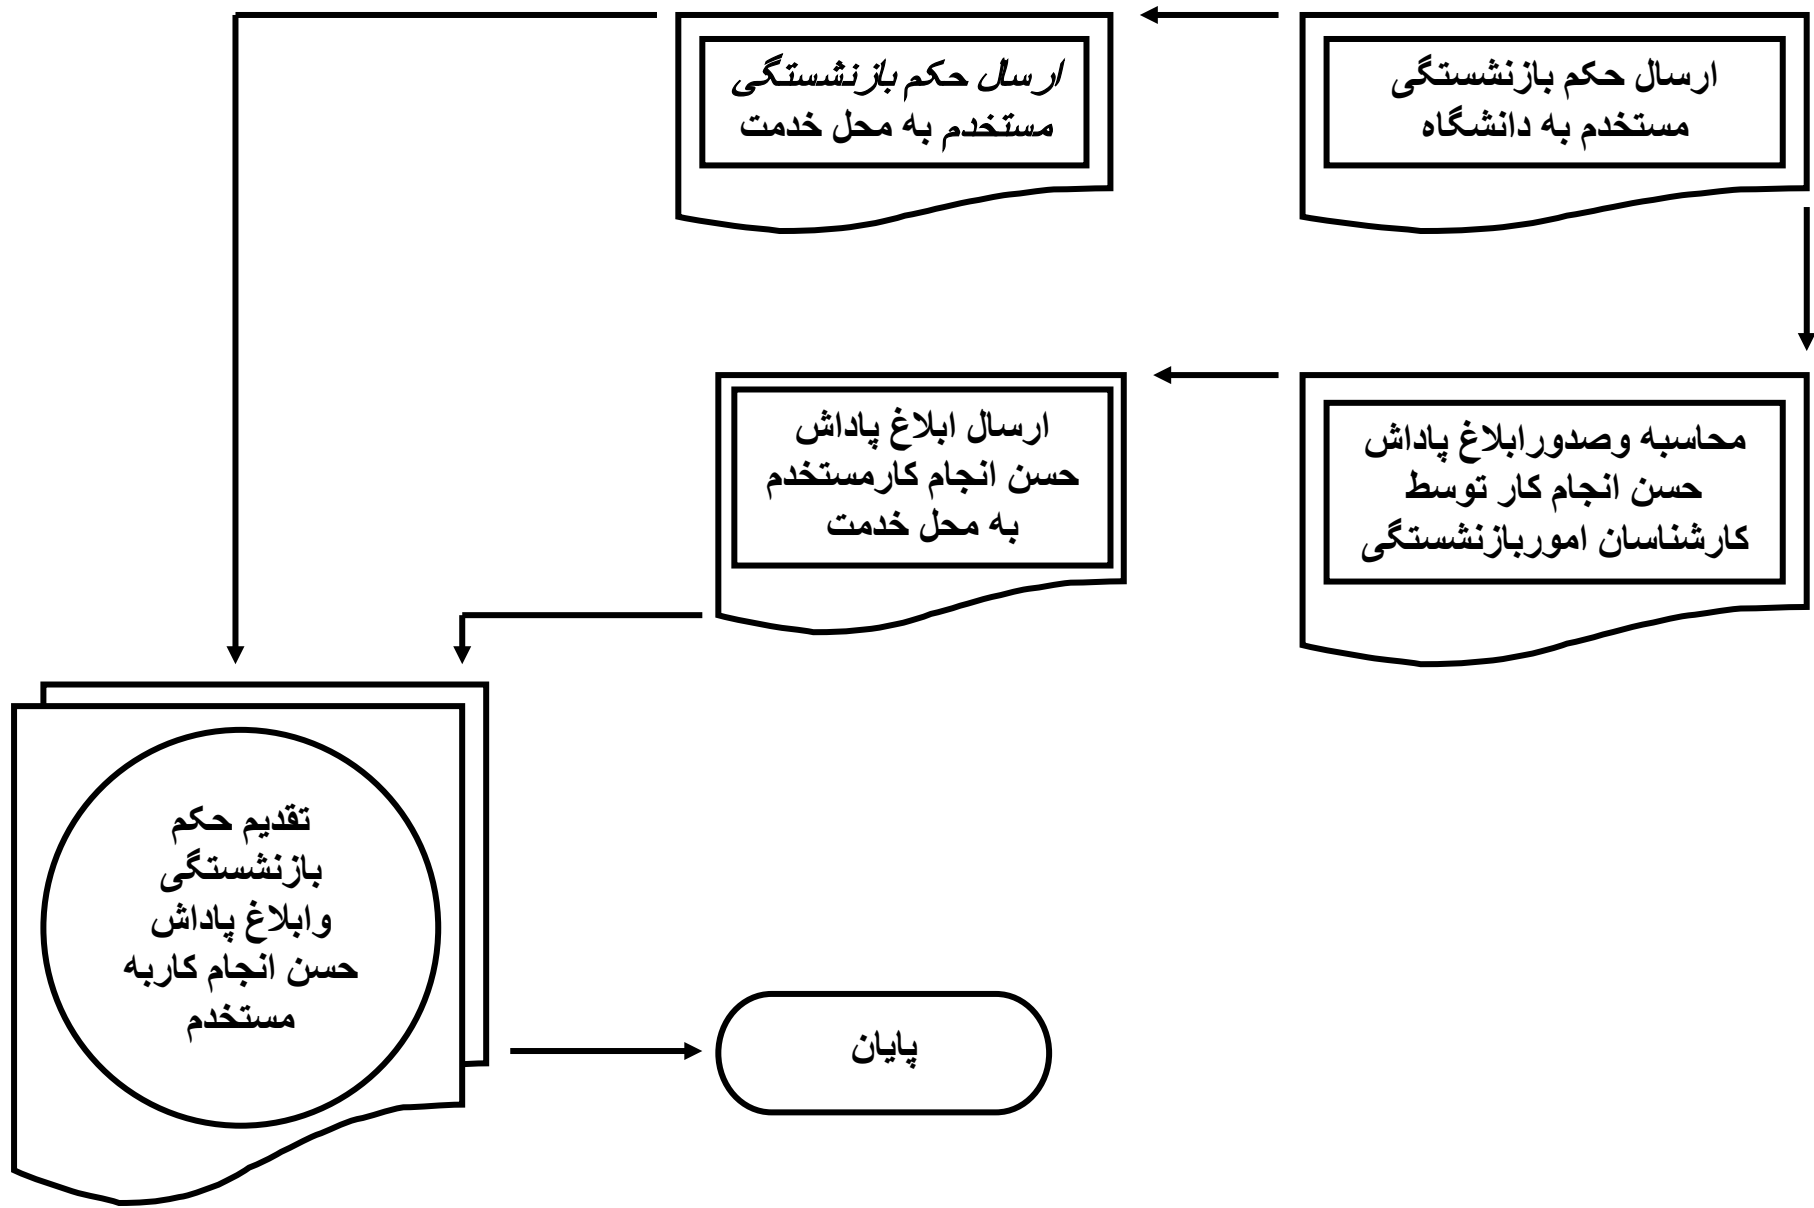 ارسال حکم بازنشستگی
مستخدم به دانشگاه
ارسال حکم بازنشستگی
مستخدم به محل خدمت
محاسبه وصدورابلاغ پاداش
حسن انجام کار توسط
کارشناسان اموربازنشستگی
ارسال ابلاغ پاداش
حسن انجام کارمستخدم
به محل خدمت
تقدیم حکم
بازنشستگی
وابلاغ پاداش
حسن انجام کاربه
مستخدم
پایان